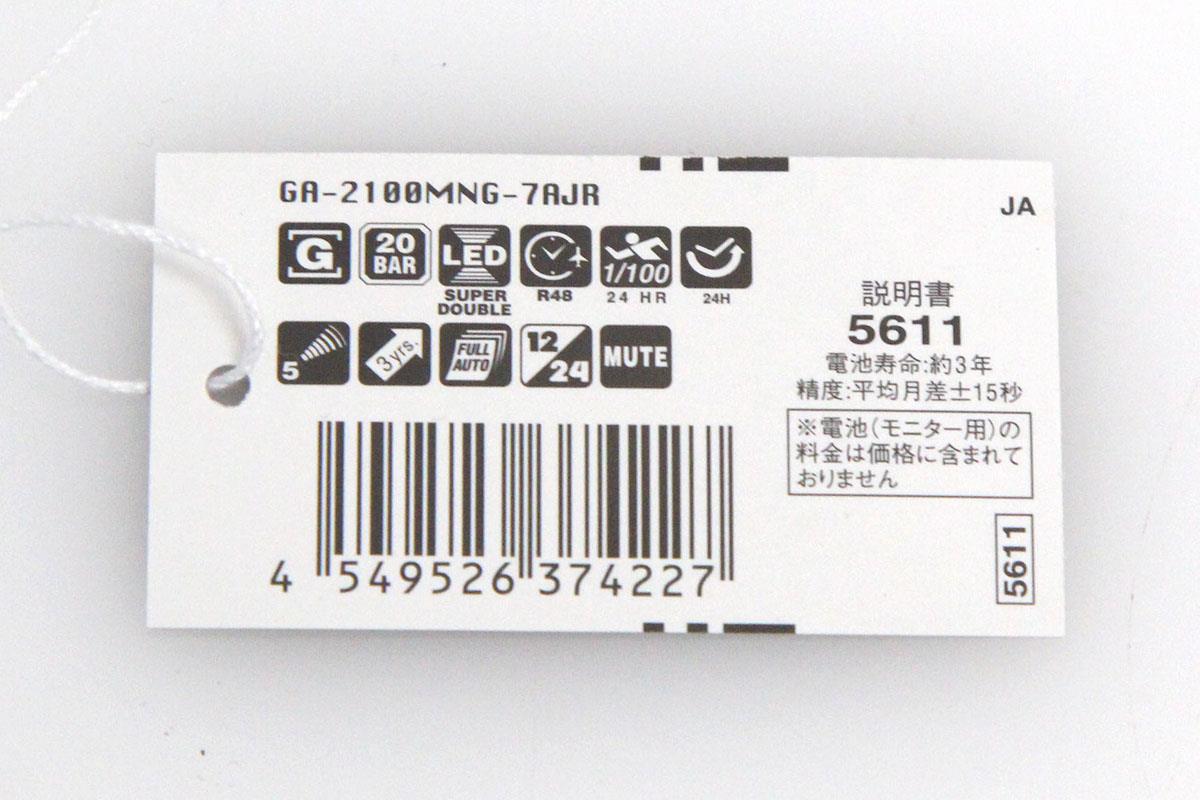 GA-2100MNG-7AJR
JA
G
20
BAR
LED
SUPER
DOUBLE
R48
1/100
24 HR
24H
5
3yrs.
FULL
AUTO
12/24
MUTE
説明書
5611
電池寿命:約3年
精度:平均月差±15秒
※電池(モニター用)の
料金は価格に含まれて
おりません
5611
4 549526 374227